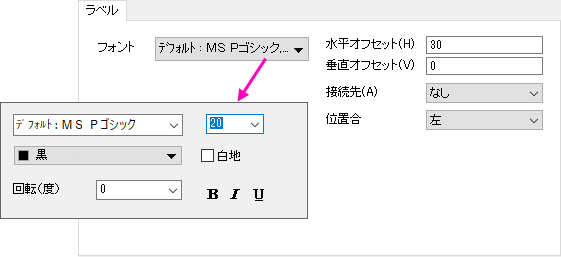 ラベル
フォント デフォルト : MS Pゴシック,...
水平オフセット(H) 30
垂直オフセット(V) 0
接続先(A) なし
位置合 左
デフォルト : MS Pゴシック 20
黒 白地
回転(度) 0 B I U